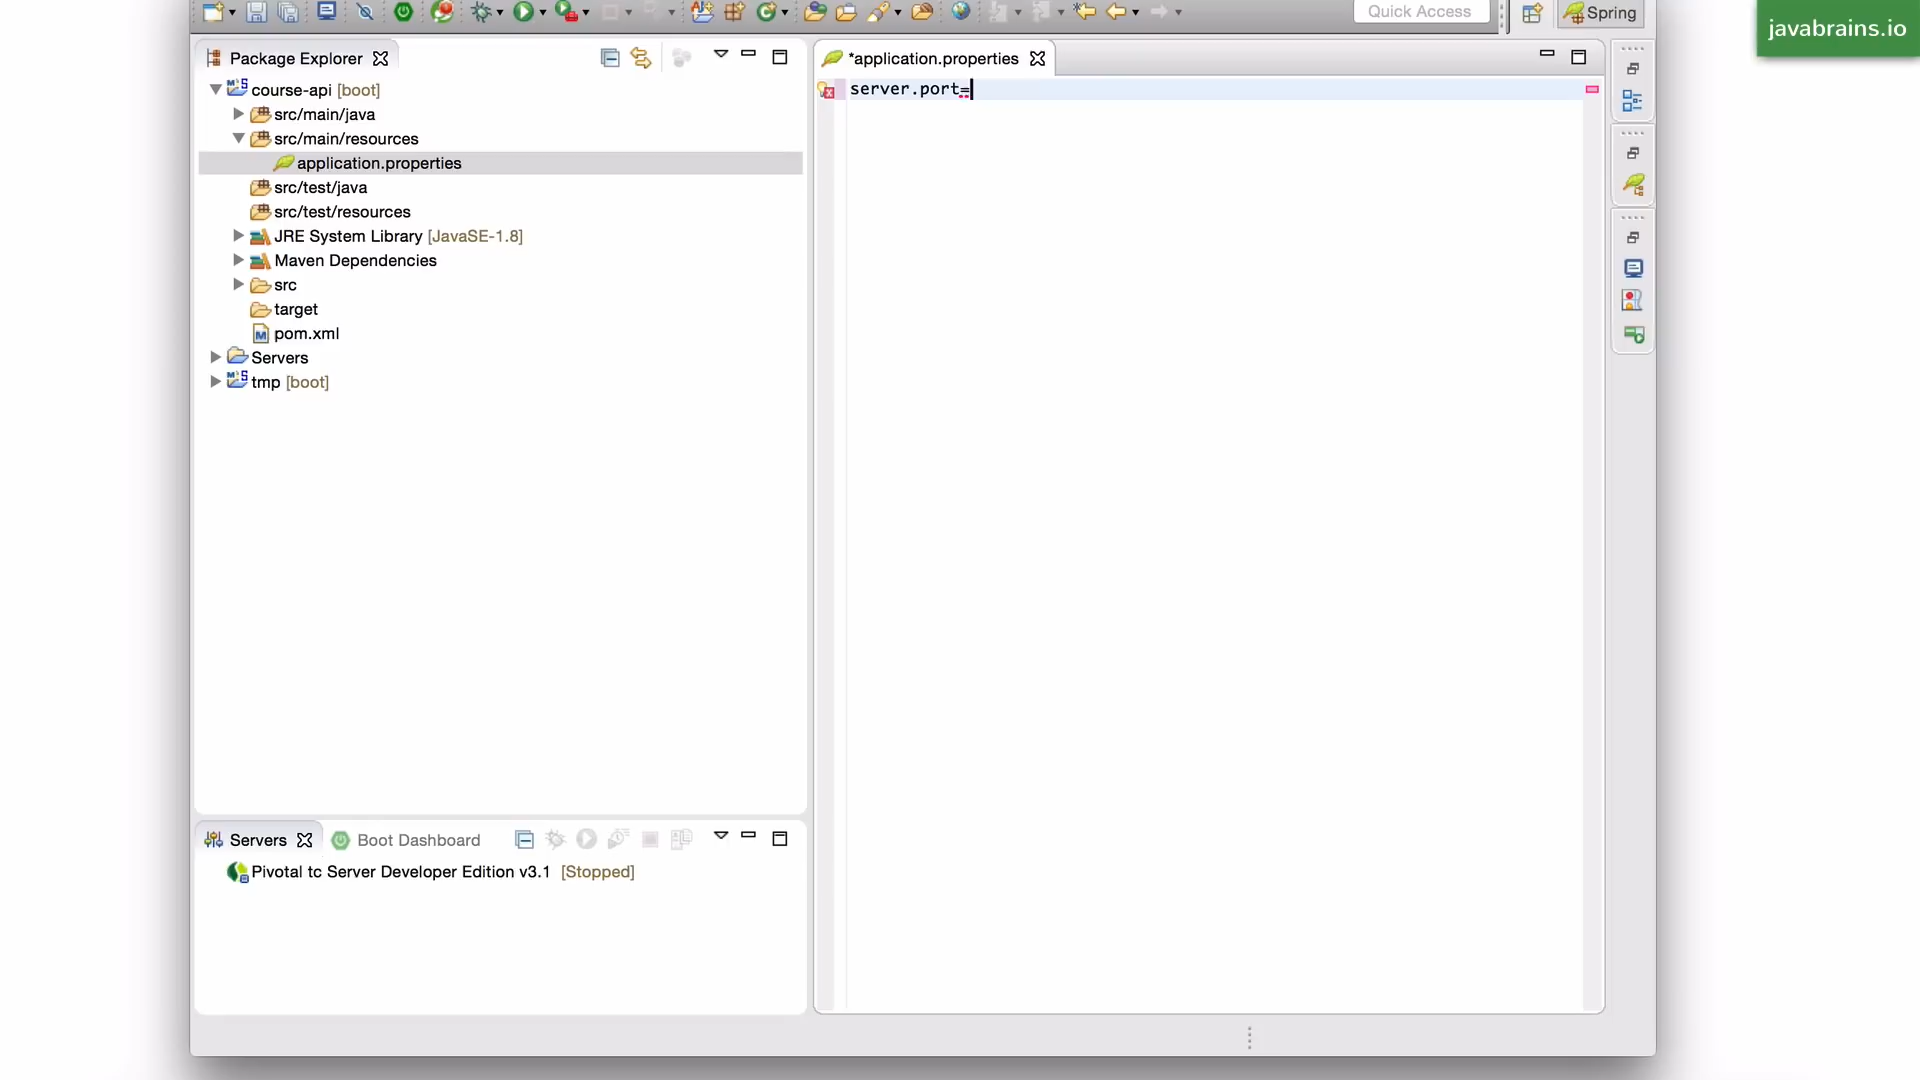 Quick Access
Spring
javabrains.io
Package Explorer
course-api [boot]
src/main/java
src/main/resources
application.properties
src/test/java
src/test/resources
JRE System Library [JavaSE-1.8]
Maven Dependencies
src
target
pom.xml
Servers
tmp [boot]
*application.properties
server.port=
Servers
Boot Dashboard
Pivotal tc Server Developer Edition v3.1 [Stopped]